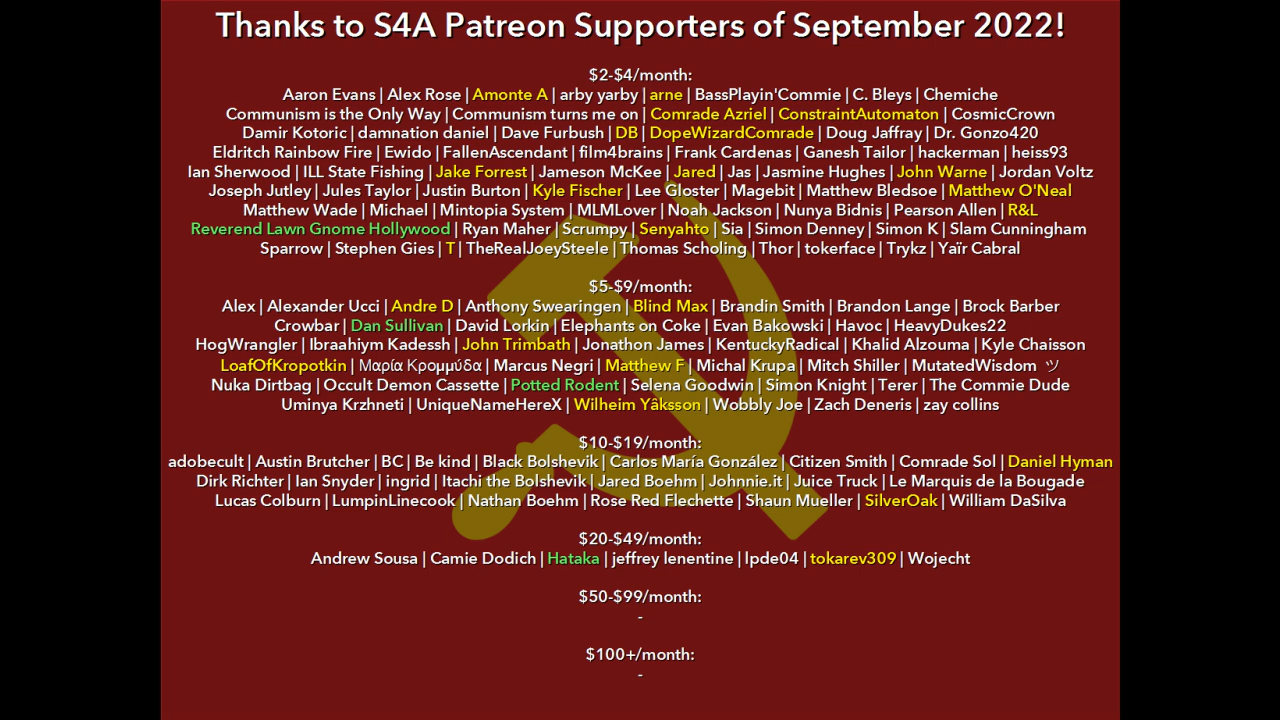 Thanks to S4A Patreon Supporters of September 2022!
$2-$4/month:
Aaron Evans | Alex Rose | Amonte A | arby yarby | arne | BassPlayin'Commie | C. Bleys | Chemiche
Communism is the Only Way | Communism turns me on | Comrade Azriel | ConstraintAutomaton | CosmicCrown
Damir Kotoric | damnation daniel | Dave Furbush | DB | DopeWizardComrade | Doug Jaffray | Dr. Gonzo420
Eldritch Rainbow Fire | Ewido | FallenAscendant | film4brains | Frank Cardenas | Ganesh Tailor | hackerman | heiss93
Ian Sherwood | ILL State Fishing | Jake Forrest | Jameson McKee | Jared | Jas | Jasmine Hughes | John Warne | Jordan Voltz
Joseph Jutley | Jules Taylor | Justin Burton | Kyle Fischer | Lee Gloster | Magebit | Matthew Bledsoe | Matthew O'Neal
Matthew Wade | Michael | Mintopia System | MLMLover | Noah Jackson | Nunya Bidnis | Pearson Allen | R&L
Reverend Lawn Gnome Hollywood | Ryan Maher | Scrumpy | Senyahto | Sia | Simon Denney | Simon K | Slam Cunningham
Sparrow | Stephen Gies | T | TheRealJoeySteele | Thomas Scholing | Thor | tokerface | Trykz | Yaïr Cabral
$5-$9/month:
Alex | Alexander Ucci | Andre D | Anthony Swearingen | Blind Max | Brandin Smith | Brandon Lange | Brock Barber
Crowbar | Dan Sullivan | David Lorkin | Elephants on Coke | Evan Bakowski | Havoc | HeavyDukes22
HogWrangler | Ibraahiym Kadessh | John Trimbath | Jonathon James | KentuckyRadical | Khalid Alzouma | Kyle Chaisson
LoafOfKropotkin | Μαρία Κρομμύδα | Marcus Negri | Matthew F | Michal Krupa | Mitch Shiller | MutatedWisdom ツ
Nuka Dirtbag | Occult Demon Cassette | Potted Rodent | Selena Goodwin | Simon Knight | Terer | The Commie Dude
Uminya Krzhneti | UniqueNameHereX | Wilheim Yâksson | Wobbly Joe | Zach Deneris | zay collins
$10-$19/month:
adobecult | Austin Brutcher | BC | Be kind | Black Bolshevik | Carlos María González | Citizen Smith | Comrade Sol | Daniel Hyman
Dirk Richter | Ian Snyder | ingrid | Itachi the Bolshevik | Jared Boehm | Johnnie.it | Juice Truck | Le Marquis de la Bougade
Lucas Colburn | LumpinLinecook | Nathan Boehm | Rose Red Flechette | Shaun Mueller | SilverOak | William DaSilva
$20-$49/month:
Andrew Sousa | Camie Dodich | Hataka | jeffrey lenentine | lpde04 | tokarev309 | Wojecht
$50-$99/month:
-
$100+/month:
-